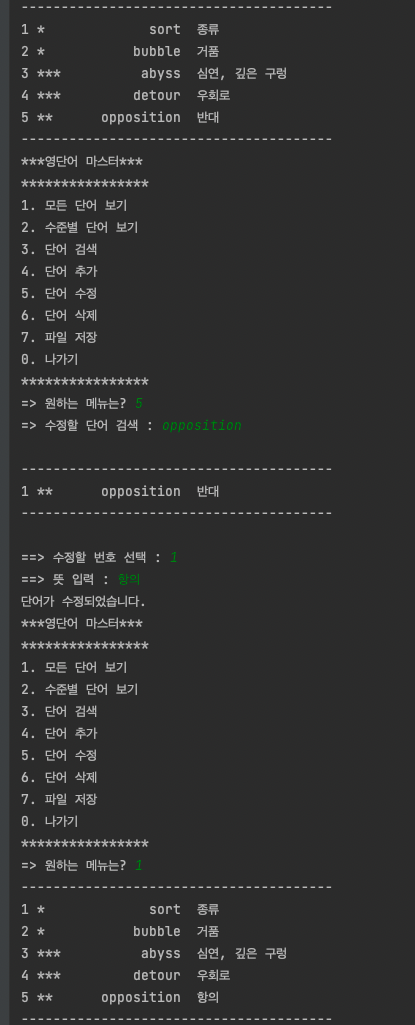 ---------------------------------------
1 *             sort  종류
2 *           bubble  거품
3 ***          abyss  심연, 깊은 구렁
4 ***         detour  우회로
5 **      opposition  반대
---------------------------------------
***영단어 마스터***
****************
1. 모든 단어 보기
2. 수준별 단어 보기
3. 단어 검색
4. 단어 추가
5. 단어 수정
6. 단어 삭제
7. 파일 저장
0. 나가기
****************
=> 원하는 메뉴는? 5
=> 수정할 단어 검색 : opposition
---------------------------------------
1 **      opposition  반대
---------------------------------------
==> 수정할 번호 선택 : 1
==> 뜻 입력 : 항의
단어가 수정되었습니다.
***영단어 마스터***
****************
1. 모든 단어 보기
2. 수준별 단어 보기
3. 단어 검색
4. 단어 추가
5. 단어 수정
6. 단어 삭제
7. 파일 저장
0. 나가기
****************
=> 원하는 메뉴는? 1
---------------------------------------
1 *             sort  종류
2 *           bubble  거품
3 ***          abyss  심연, 깊은 구렁
4 ***         detour  우회로
5 **      opposition  항의
---------------------------------------